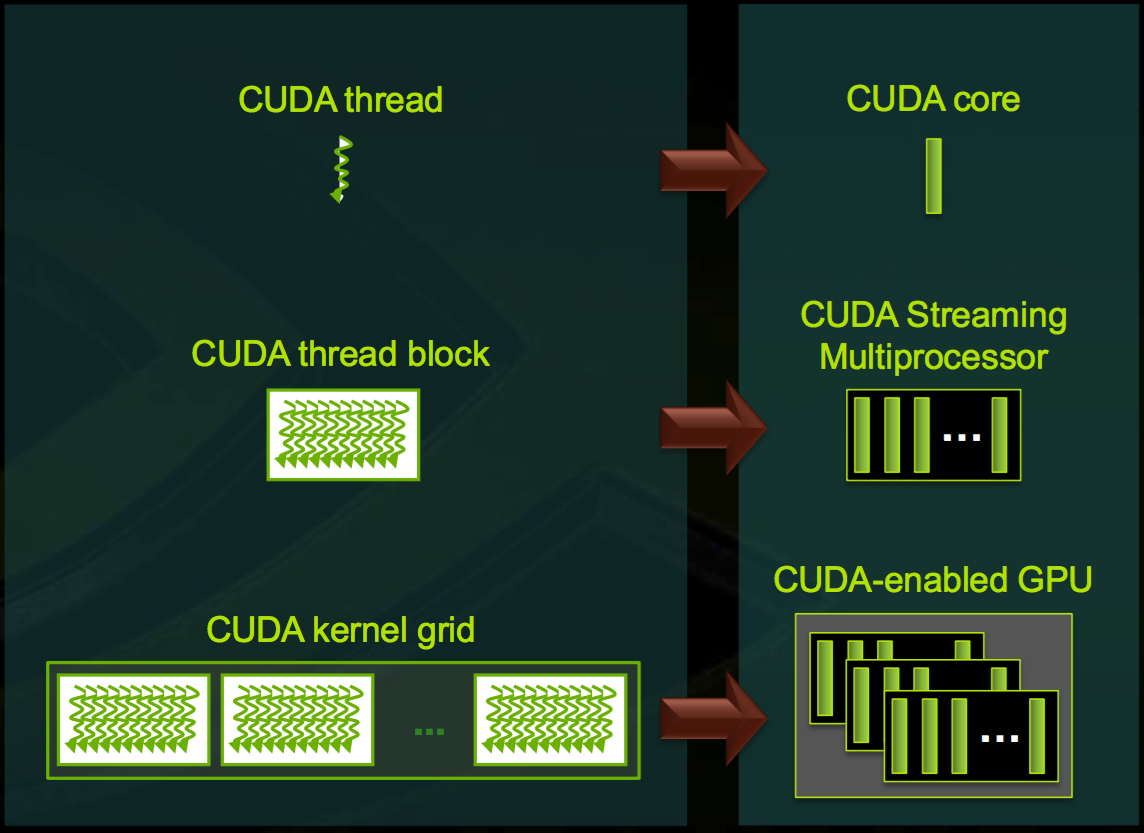 CUDA thread
CUDA core
CUDA thread block
CUDA Streaming
Multiprocessor
...
CUDA kernel grid
...
CUDA-enabled GPU
...